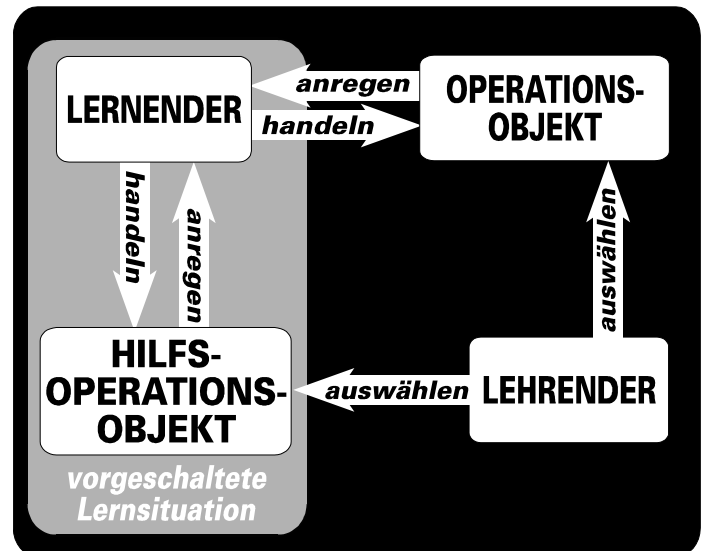 LERNENDER
anregen
handeln
OPERATIONS-
OBJEKT
handeln
anregen
auswählen
HILFS-
OPERATIONS-
OBJEKT
auswählen
LEHRENDER
vorgeschaltete
Lernsituation